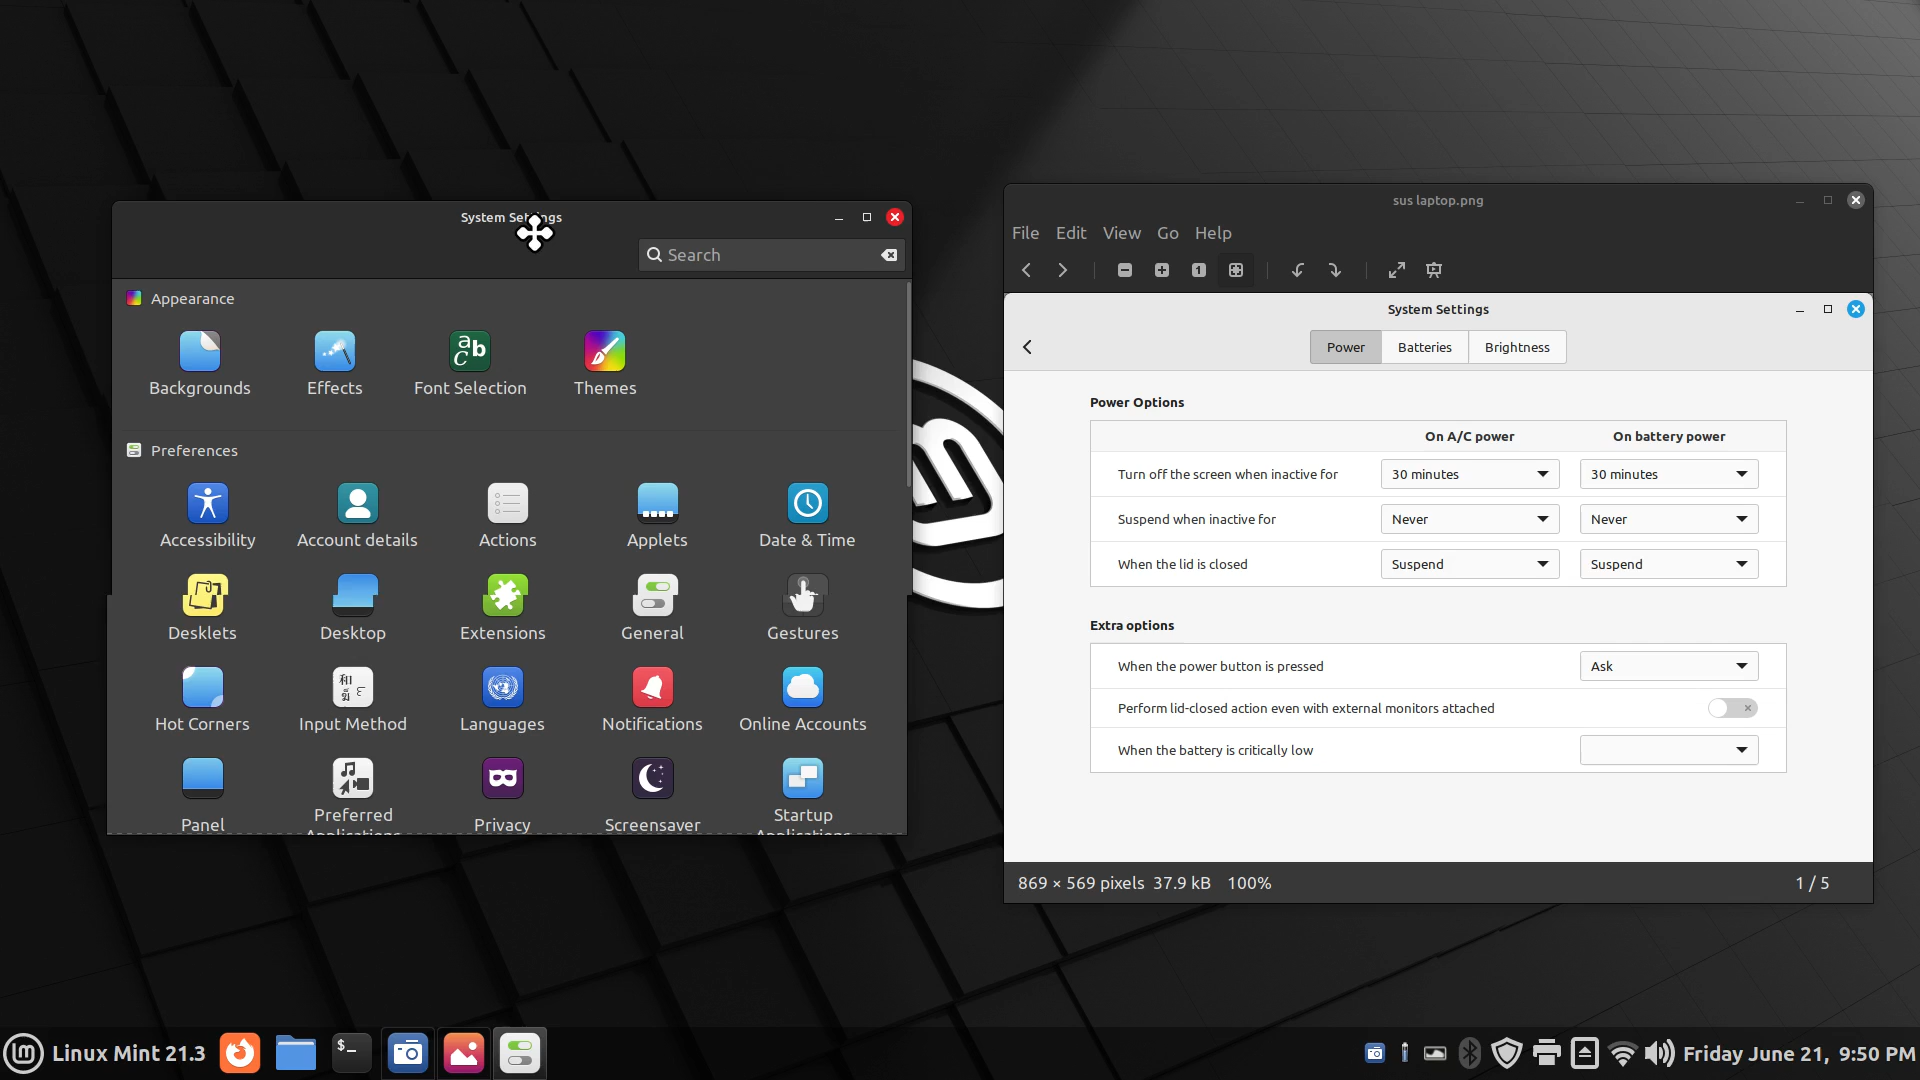 System Settings
Search
Appearance
Backgrounds
Effects
Font Selection
Themes
Preferences
Accessibility
Account details
Actions
Applets
Date & Time
Desklets
Desktop
Extensions
General
Gestures
Hot Corners
Input Method
Languages
Notifications
Online Accounts
Panel
Preferred
Applications
Privacy
Screensaver
Startup
Applications
sus laptop.png
File Edit View Go Help
System Settings
Power Batteries Brightness
Power Options
On A/C power On battery power
Turn off the screen when inactive for 30 minutes 30 minutes
Suspend when inactive for Never Never
When the lid is closed Suspend Suspend
Extra options
When the power button is pressed Ask
Perform lid-closed action even with external monitors attached
When the battery is critically low
869 × 569 pixels 37.9 kB 100% 1 / 5
Linux Mint 21.3
Friday June 21, 9:50 PM